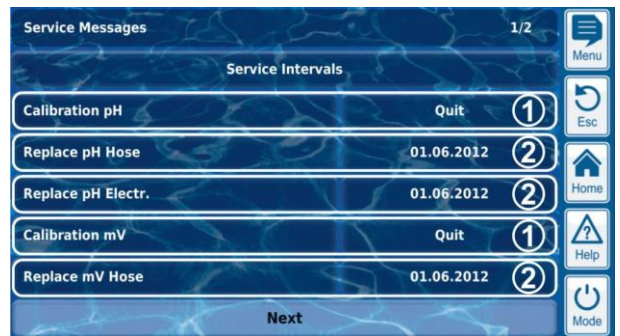 Service Messages 1/2
Service Intervals
Calibration pH Quit 1
Replace pH Hose 01.06.2012 2
Replace pH Electr. 01.06.2012 2
Calibration mV Quit 1
Replace mV Hose 01.06.2012 2
Next
Menu
Esc
Home
?
Help
Mode